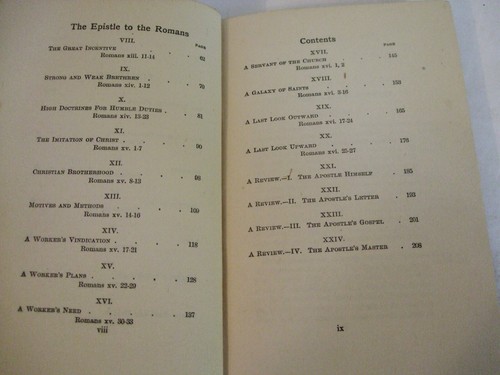 The Epistle to the Romans
PAGE
VIII.
The Great Incentive . . . 62
Romans xiii. 11-14
IX.
Strong and Weak Brethren . . 70
Romans xiv. 1-12
X.
High Doctrines for Humble Duties . 81
Romans xiv. 13-23
XI.
The Imitation of Christ . . 90
Romans xv. 1-7
XII.
Christian Brotherhood . . 98
Romans xv. 8-13
XIII.
Motives and Methods . . . 109
Romans xv. 14-16
XIV.
A Worker's Vindication . . 118
Romans xv. 17-21
XV.
A Worker's Plans . . . . 128
Romans xv. 22-29
XVI.
A Worker's Need . . . . 137
Romans xv. 30-33
viii
Contents
PAGE
XVII.
A Servant of the Church . . 145
Romans xvi. 1, 2
XVIII.
A Galaxy of Saints . . . 153
Romans xvi. 3-16
XIX.
A Last Look Outward . . . 165
Romans xvi. 17-24
XX.
A Last Look Upward . . . 176
Romans xvi. 25-27
XXI.
A Review.—I. The Apostle Himself . 185
XXII.
A Review.—II. The Apostle's Letter . 193
XXIII.
A Review.—III. The Apostle's Gospel . 201
XXIV.
A Review.—IV. The Apostle's Master . 208
ix